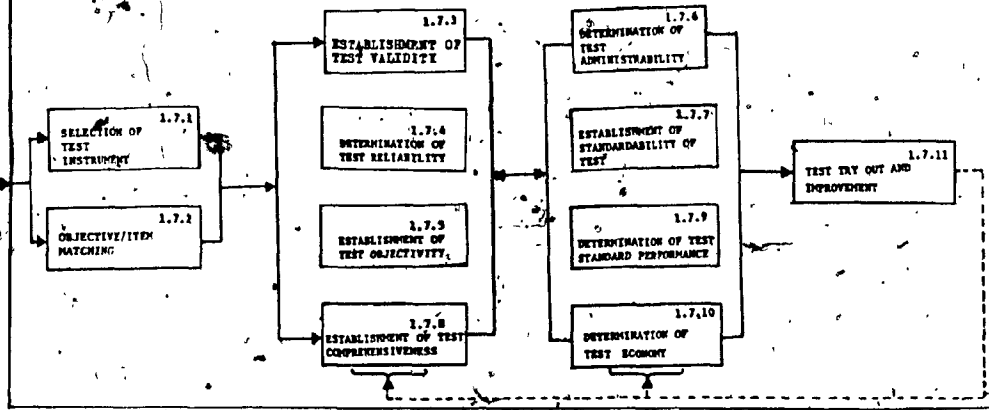 1.7.1
SELECTION OF
TEST
INSTRUMENT
1.7.2
OBJECTIVE/ITEM
MATCHING
1.7.3
ESTABLISHMENT OF
TEST VALIDITY
1.7.4
DETERMINATION OF
TEST RELIABILITY
1.7.5
ESTABLISHMENT OF
TEST OBJECTIVITY
1.7.8
ESTABLISHMENT OF TEST
COMPREHENSIVENESS
1.7.6
DETERMINATION OF
TEST
ADMINISTRABILITY
1.7.7
ESTABLISHMENT OF
STANDARDABILITY OF
TEST
1.7.9
DETERMINATION OF TEST
STANDARD PERFORMANCE
1.7.10
DETERMINATION OF
TEST ECONOMY
1.7.11
TEST TRY OUT AND
IMPROVEMENT